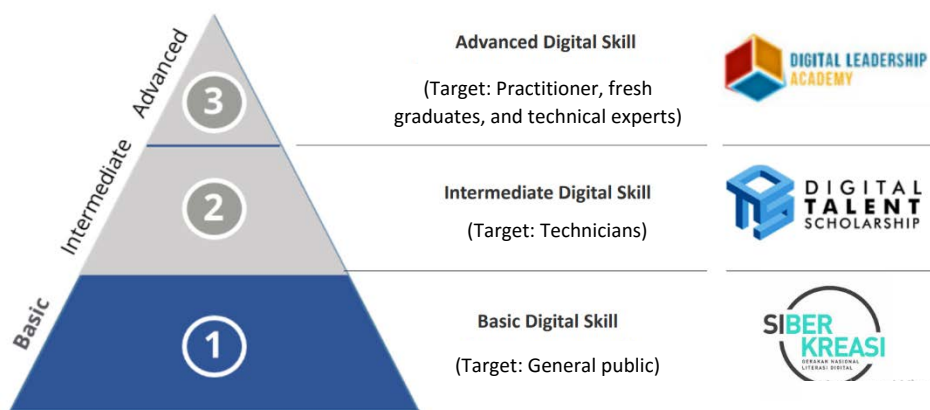 Advanced
3
Advanced Digital Skill
(Target: Practitioner, fresh
graduates, and technical experts)
DIGITAL LEADERSHIP
ACADEMY
Intermediate
2
Intermediate Digital Skill
(Target: Technicians)
DIGITAL
TALENT
SCHOLARSHIP
Basic
1
Basic Digital Skill
(Target: General public)
SIBER
KREASI
GERAKAN NASIONAL
LITERASI DIGITAL